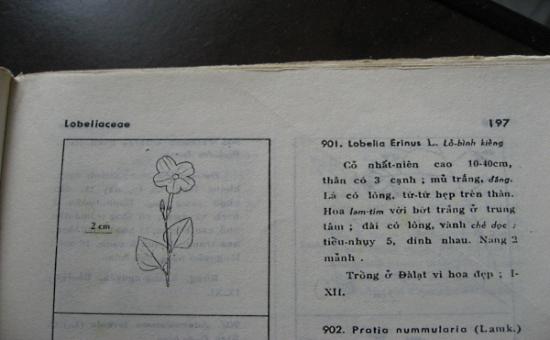 Lobeliaceae
197
2 cm
901. Lobelia Erinus L. Lỗ-bình kiểng
Cỏ nhất-niên cao 10-40cm,
thân có 3 cạnh ; mủ trắng, đắng.
Lá có lông, từ-từ hẹp trên thân.
Hoa lam-tím với bớt trắng ở trung
tâm ; đài có lông, vành chẻ dọc ;
tiểu-nhụy 5, dính nhau. Nang 2
mảnh .
Trồng ở Đàlạt vì hoa đẹp ; I-
XII.
902. Pratia nummularia (Lamk.)